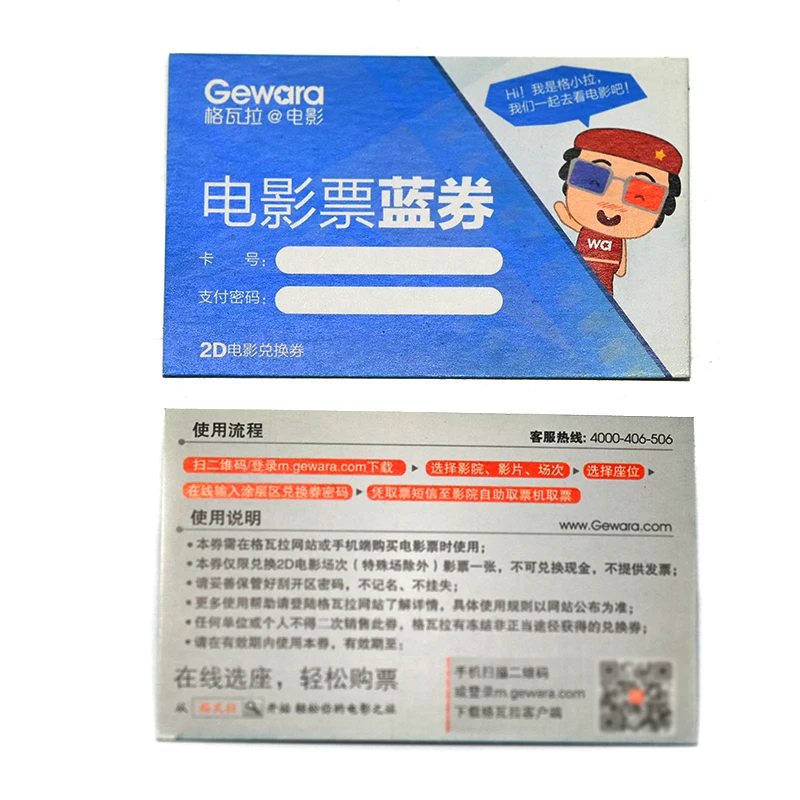 Gewara
格瓦拉@电影
Hi！我是格小拉，
我们一起去看电影吧！
电影票蓝券
卡 号：
支付密码：
2D电影兑换券
wa
使用流程
客服热线: 4000-406-506
扫二维码/登录m.gewara.com下载 ▶ 选择影院、影片、场次 ▶ 选择座位 ▶
在线输入涂层区兑换券密码 ▶ 凭取票短信至影院自助取票机取票
使用说明
www.Gewara.com
• 本券需在格瓦拉网站或手机端购买电影票时使用；
• 本券仅限兑换2D电影场次（特殊场除外）影票一张，不可兑换现金，不提供发票；
• 请妥善保管好刮开区密码，不记名、不挂失；
• 更多使用帮助请登陆格瓦拉网站了解详情，具体使用规则以网站公布为准；
• 任何单位或个人不得二次销售此券，格瓦拉有冻结非正当途径获得的兑换券；
• 请在有效期内使用本券，有效期至：
在线选座，轻松购票
从 格瓦拉 开始 轻松你的电影之旅
手机扫描二维码
或登录m.gewara.com
下载格瓦拉客户端